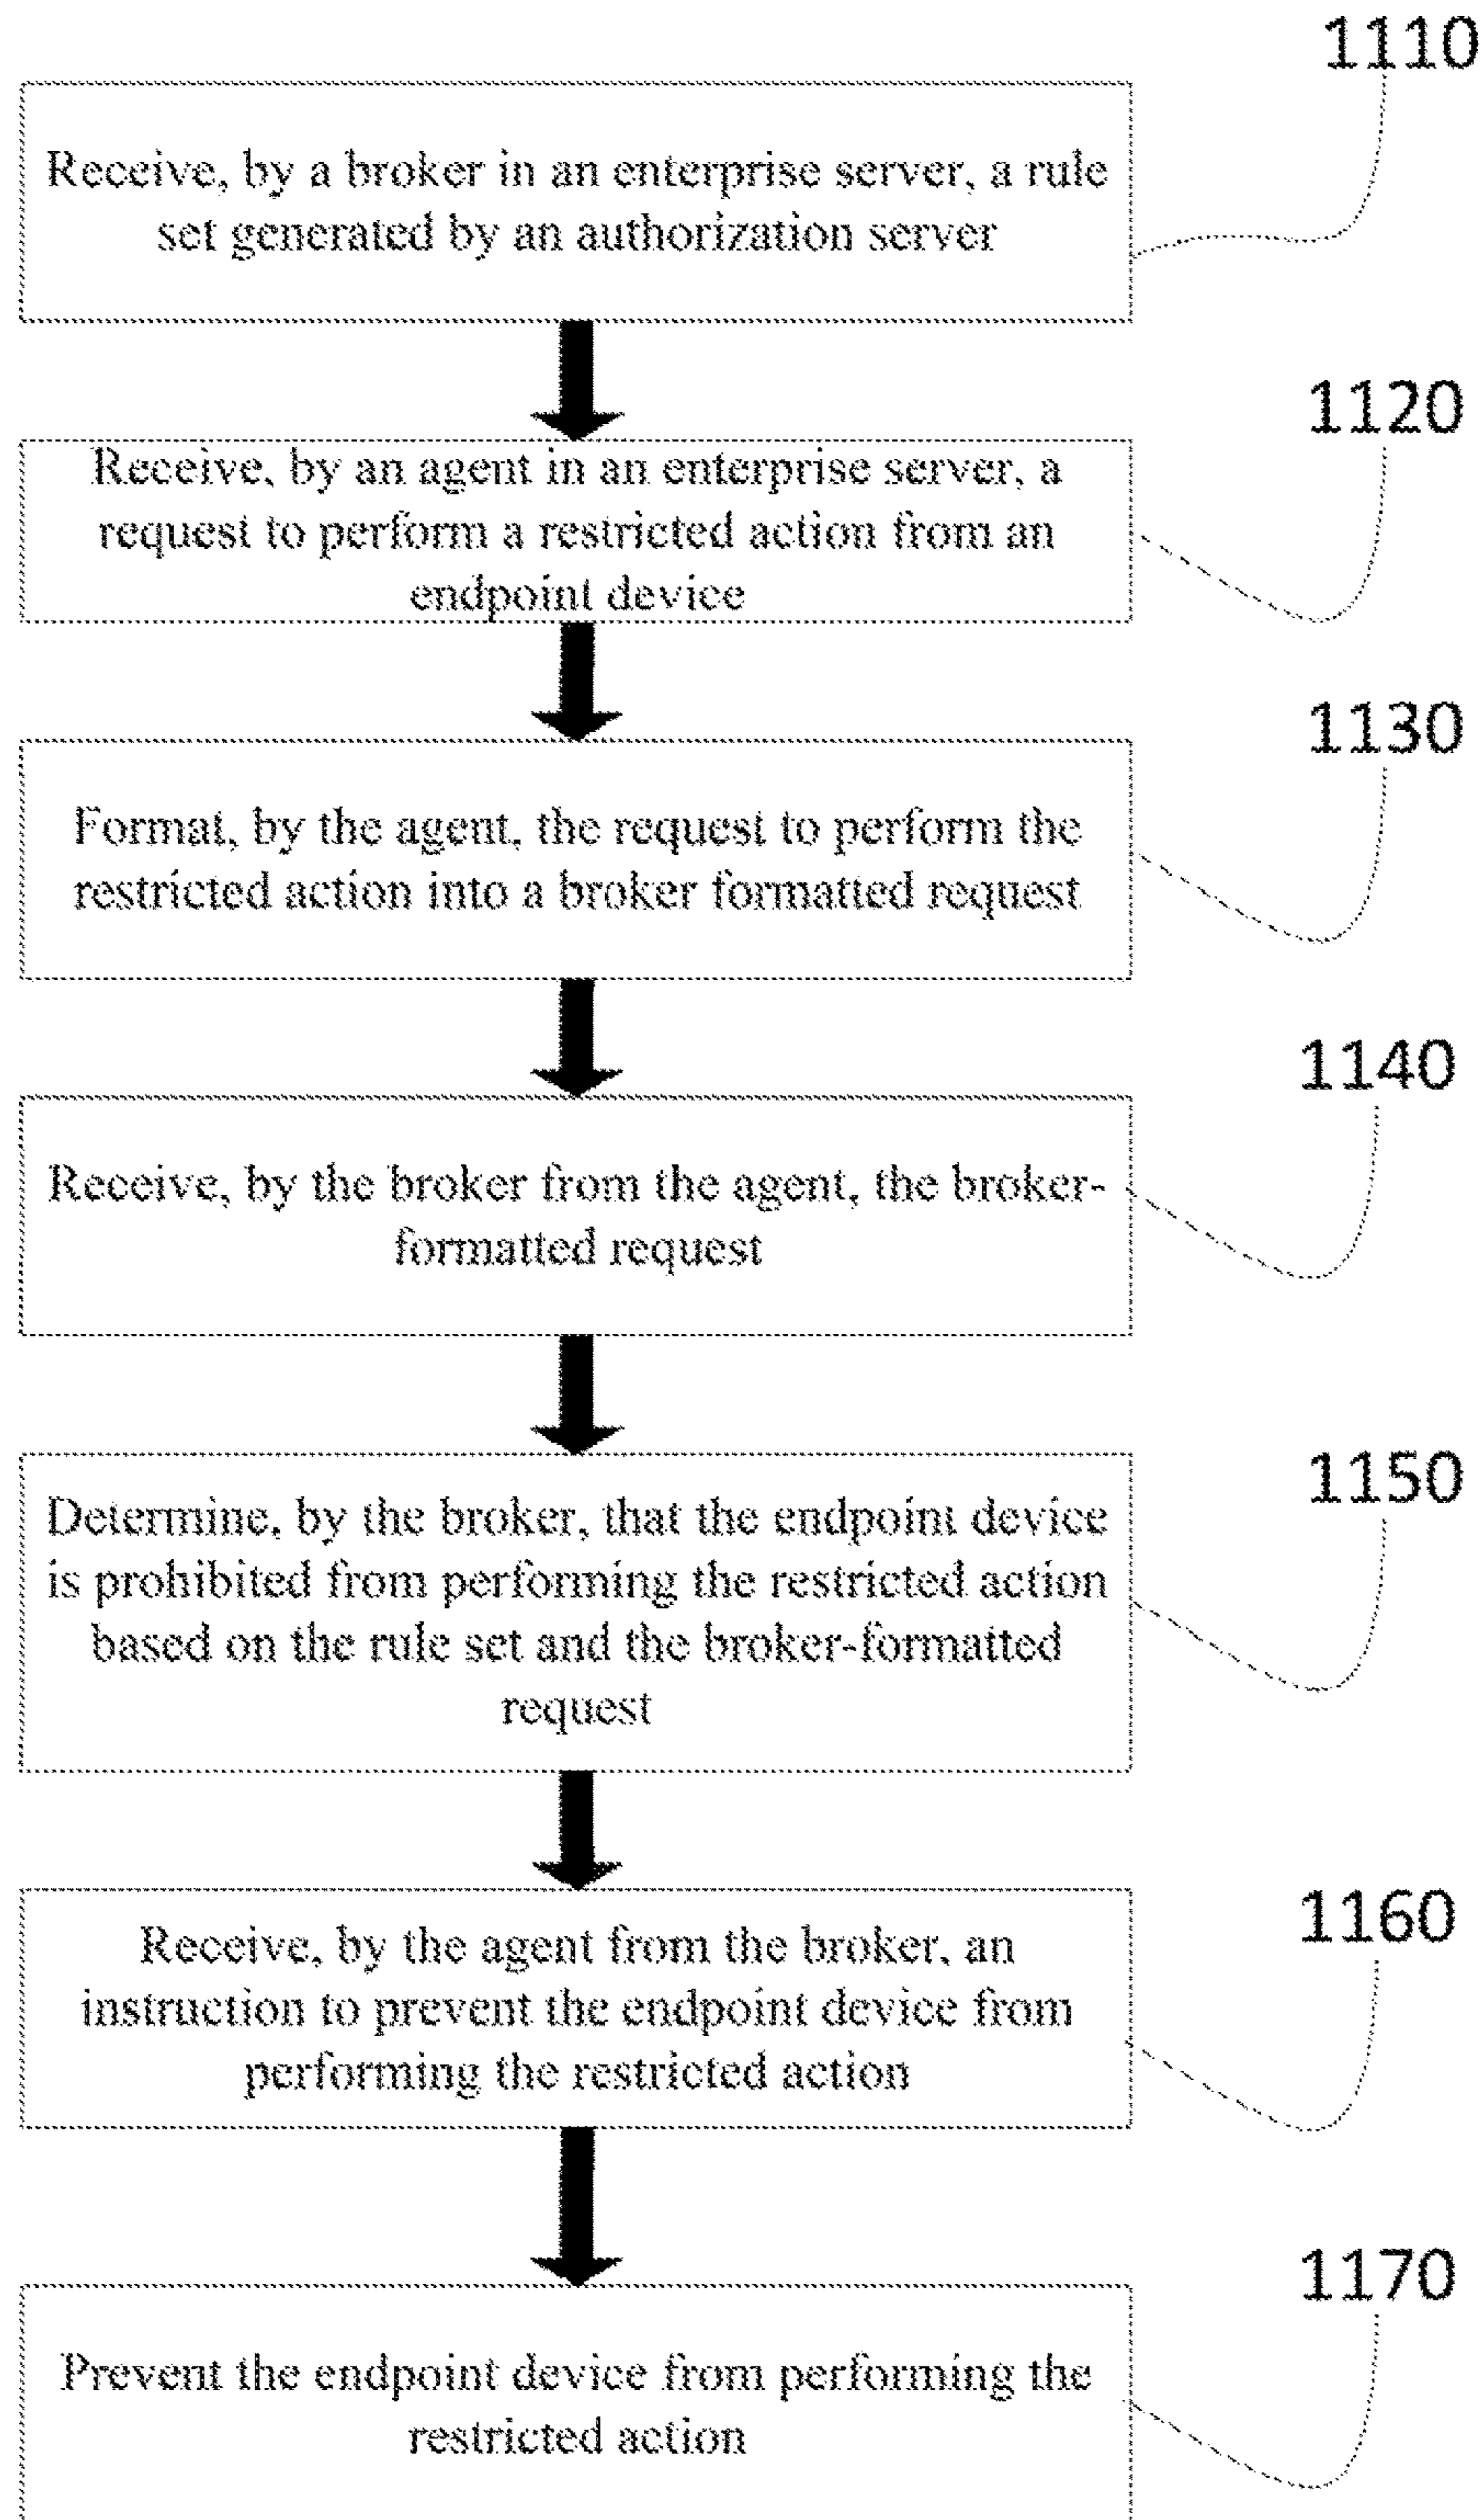 1110
Receive, by a broker in an enterprise server, a rule
set generated by an authorization server
1120
Receive, by an agent in an enterprise server, a
request to perform a restricted action from an
endpoint device
1130
Format, by the agent, the request to perform the
restricted action into a broker formatted request
1140
Receive, by the broker from the agent, the broker-
formatted request
1150
Determine, by the broker, that the endpoint device
is prohibited from performing the restricted action
based on the rule set and the broker-formatted
request
1160
Receive, by the agent from the broker, an
instruction to prevent the endpoint device from
performing the restricted action
1170
Prevent the endpoint device from performing the
restricted action